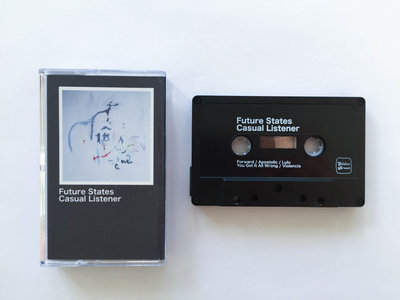 Future States
Casual Listener
Future States
Casual Listener
Forward / Apostolic / Lulu
You Got It All Wrong / Violencia